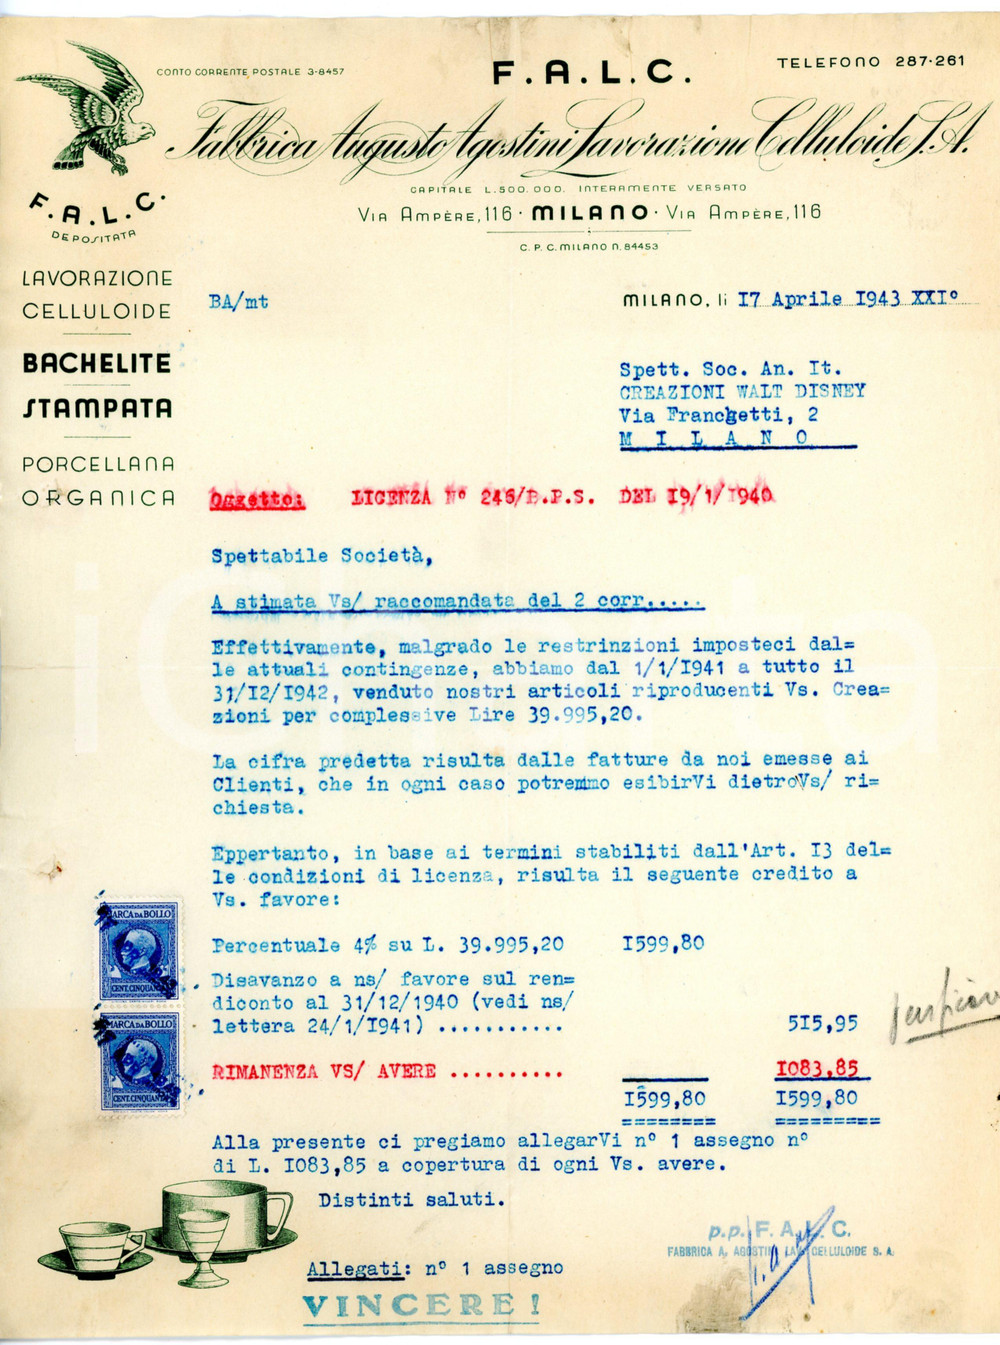 CONTO CORRENTE POSTALE 3-8457
F.A.L.C.
TELEFONO 287-261
Fabbrica Augusto Agostini Lavorazione Celluloide S.A.
CAPITALE L.500.000. INTERAMENTE VERSATO
VIA AMPÈRE, 116 · MILANO · VIA AMPÈRE, 116
C.P.C. MILANO N. 84453
F.A.L.C.
DEPOSITATA
LAVORAZIONE
CELLULOIDE
BACHELITE
STAMPATA
PORCELLANA
ORGANICA
BA/mt
MILANO, li 17 Aprile 1943 XXI°
Spett. Soc. An. It.
CREAZIONI WALT DISNEY
Via Franchetti, 2
MILANO
Oggetto: LICENZA N° 246/B.P.S. DEL 19/1/1940
Spettabile Società,
A stimata Vs/ raccomandata del 2 corr.....
Effettivamente, malgrado le restrinzioni imposteci dal=
le attuali contingenze, abbiamo dal 1/1/1941 a tutto il
31/12/1942, venduto nostri articoli riproducenti Vs. Crea=
zioni per complessive Lire 39.995,20.
La cifra predetta risulta dalle fatture da noi emesse ai
Clienti, che in ogni caso potremmo esibirVi dietroVs/ ri=
chiesta.
Eppertanto, in base ai termini stabiliti dall'Art. 13 del=
le condizioni di licenza, risulta il seguente credito a
Vs. favore:
Percentuale 4% su L. 39.995,20 1599,80
Disavanzo a ns/ favore sul ren=
diconto al 31/12/1940 (vedi ns/
lettera 24/1/1941) ........... 515,95
RIMANENZA VS/ AVERE .......... 1083,85
1599,80 1599,80
Alla presente ci pregiamo allegarVi n° 1 assegno n°
di L. 1083,85 a copertura di ogni Vs. avere.
Distinti saluti.
MARCA DA BOLLO
CENT. CINQUANTA
MARCA DA BOLLO
CENT. CINQUANTA
p.p. F.A.L.C.
FABBRICA A. AGOSTINI LAV. CELLULOIDE S. A.
Allegati: n° 1 assegno
VINCERE!